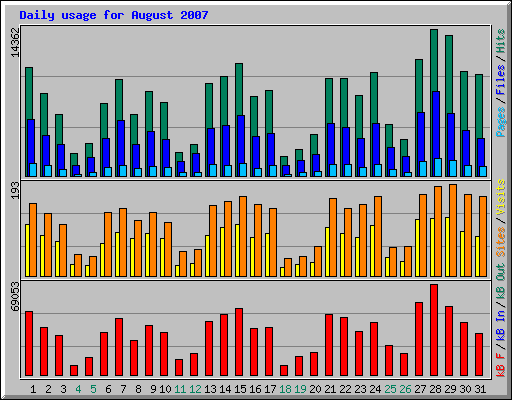 Daily usage for August 2007
14362
193
69053
Pages / Files / Hits
kB F / kB In / kB Out Sites / Visits
1 2 3 4 5 6 7 8 9 10 11 12 13 14 15 16 17 18 19 20 21 22 23 24 25 26 27 28 29 30 31